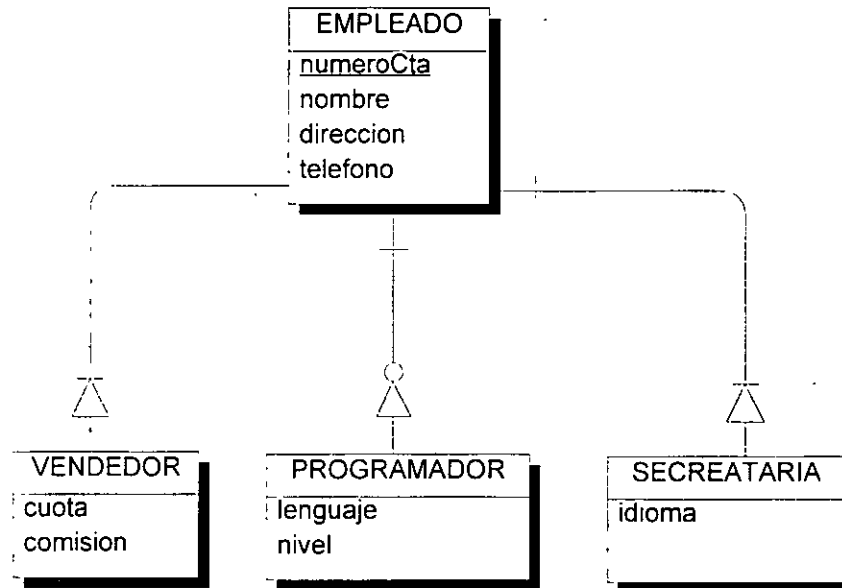 EMPLEADO
numeroCta
nombre
direccion
telefono
VENDEDOR
cuota
comision
PROGRAMADOR
lenguaje
nivel
SECREATARIA
idioma